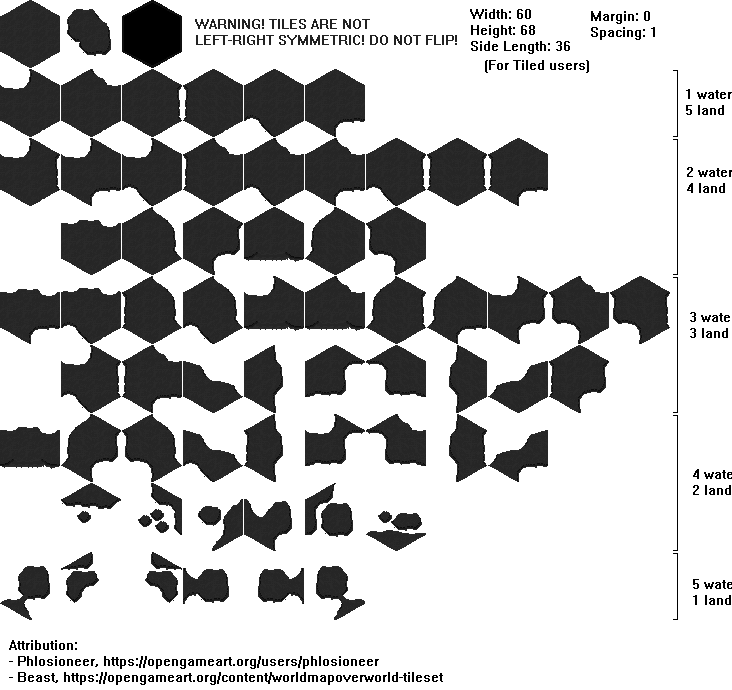 WARNING! TILES ARE NOT
LEFT-RIGHT SYMMETRIC! DO NOT FLIP!
Width: 60
Height: 68
Side Length: 36
(For Tiled users)
Margin: 0
Spacing: 1
1 water
5 land
2 water
4 land
3 wate
3 land
4 wate
2 land
5 wate
1 land
Attribution:
- Phlosioneer, https://opengameart.org/users/phlosioneer
- Beast, https://opengameart.org/content/worldmapoverworld-tileset